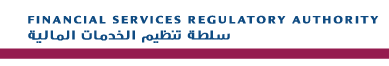 FINANCIAL SERVICES REGULATORY AUTHORITY
سلطة تنظيم الخدمات المالية